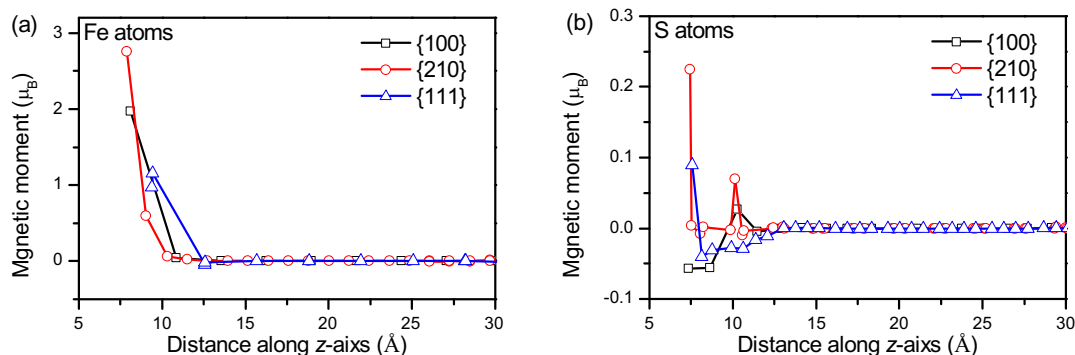 (a)
Fe atoms
{100}
{210}
{111}
Mgnetic moment (μB)
3
2
1
0
5 10 15 20 25 30
Distance along z-aixs (Å)
(b)
S atoms
{100}
{210}
{111}
Mgnetic moment (μB)
0.3
0.2
0.1
0.0
-0.1
5 10 15 20 25 30
Distance along z-aixs (Å)